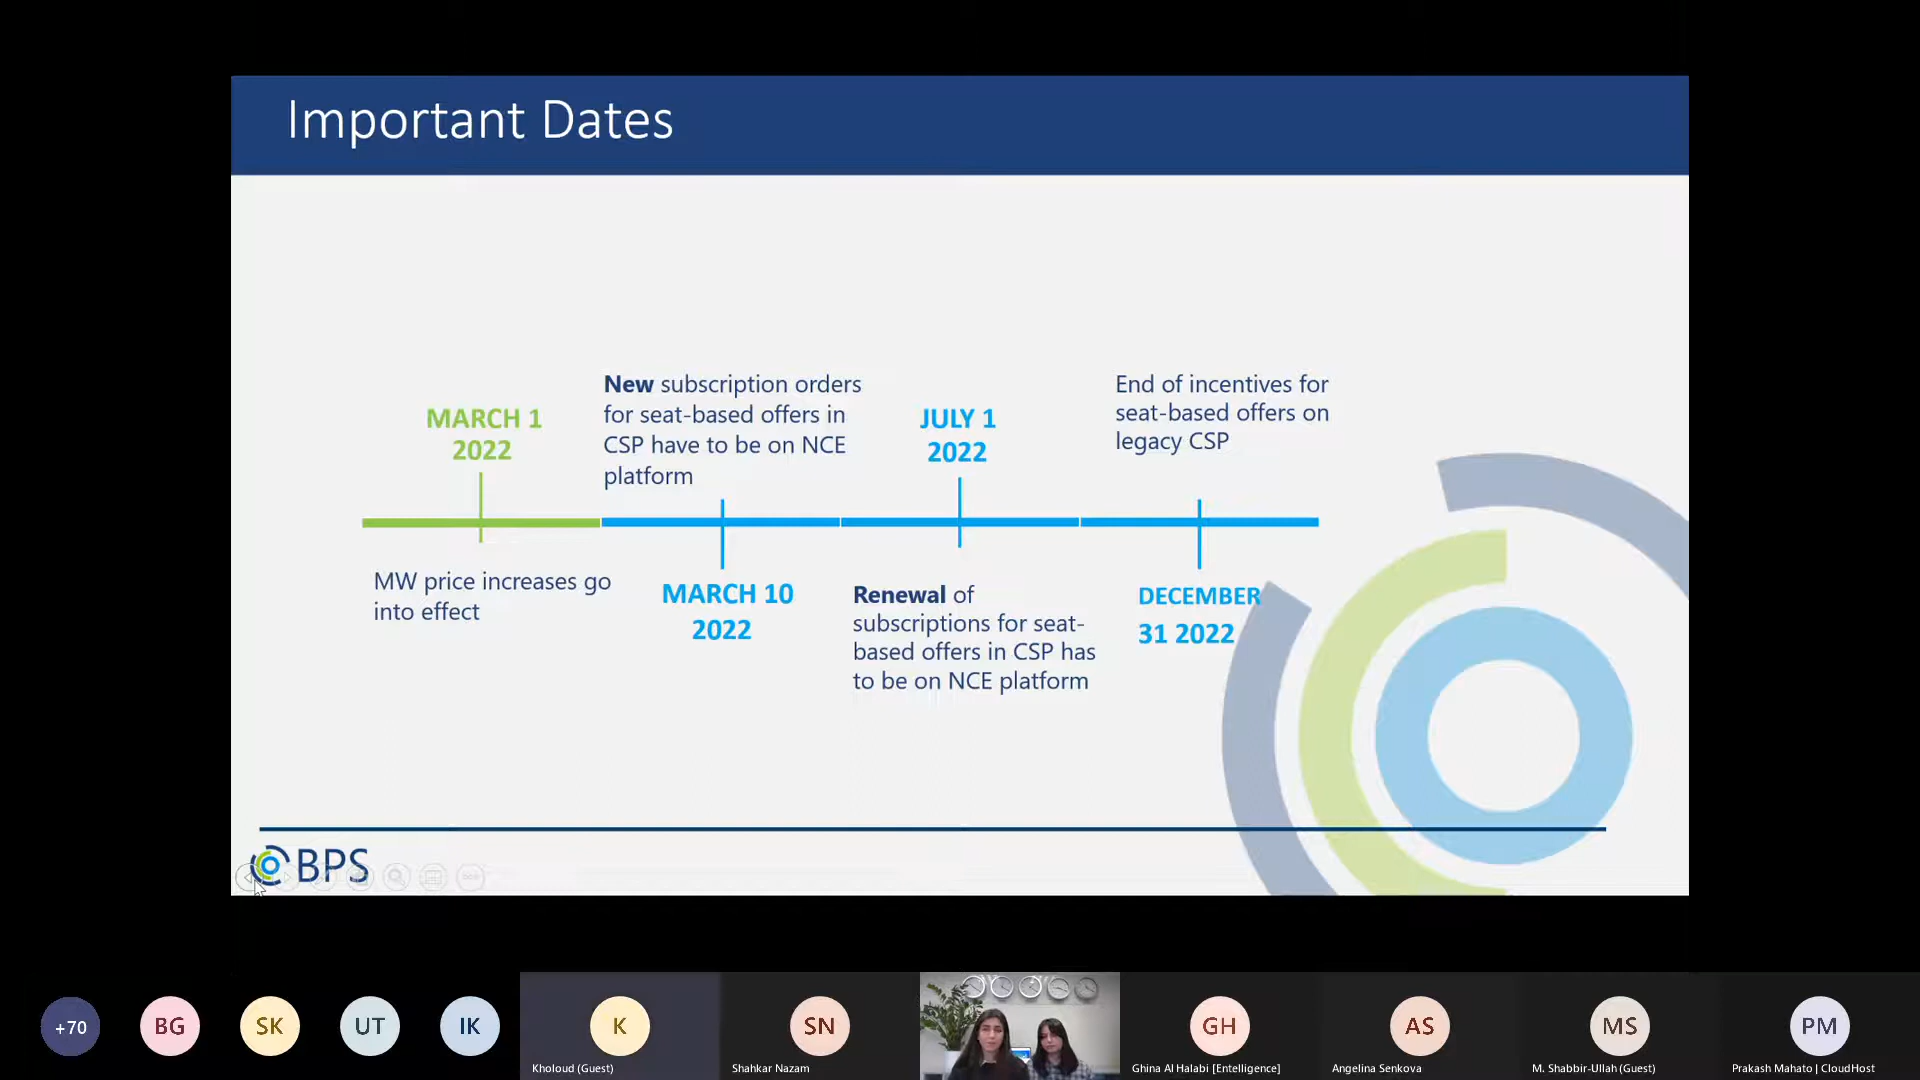 Important Dates
MARCH 1
2022
New subscription orders
for seat-based offers in
CSP have to be on NCE
platform
JULY 1
2022
End of incentives for
seat-based offers on
legacy CSP
MW price increases go
into effect
MARCH 10
2022
Renewal of
subscriptions for seat-
based offers in CSP has
to be on NCE platform
DECEMBER
31 2022
BPS
+70
BG
SK
UT
IK
K
SN
GH
AS
MS
PM
Kholoud (Guest)
Shahkar Nazam
Ghina Al Halabi [Entelligence]
Angelina Senkova
M. Shabbir-Ullah (Guest)
Prakash Mahato | CloudHost